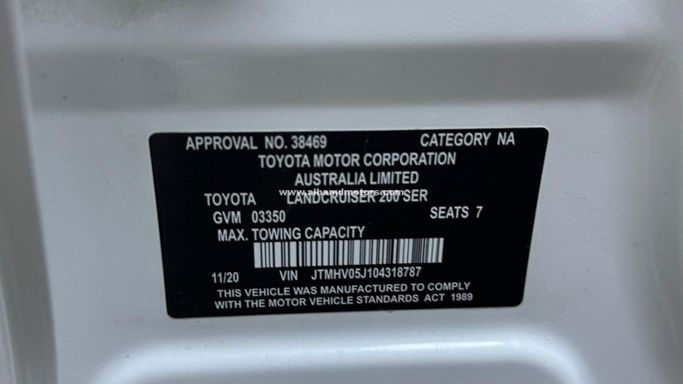 APPROVAL NO. 38469 CATEGORY NA
TOYOTA MOTOR CORPORATION
AUSTRALIA LIMITED
www.alhamdmotors.com
TOYOTA LANDCRUISER 200 SER
GVM 03350 SEATS 7
MAX. TOWING CAPACITY
11/20 VIN JTMHV05J104318787
THIS VEHICLE WAS MANUFACTURED TO COMPLY
WITH THE MOTOR VEHICLE STANDARDS ACT 1989